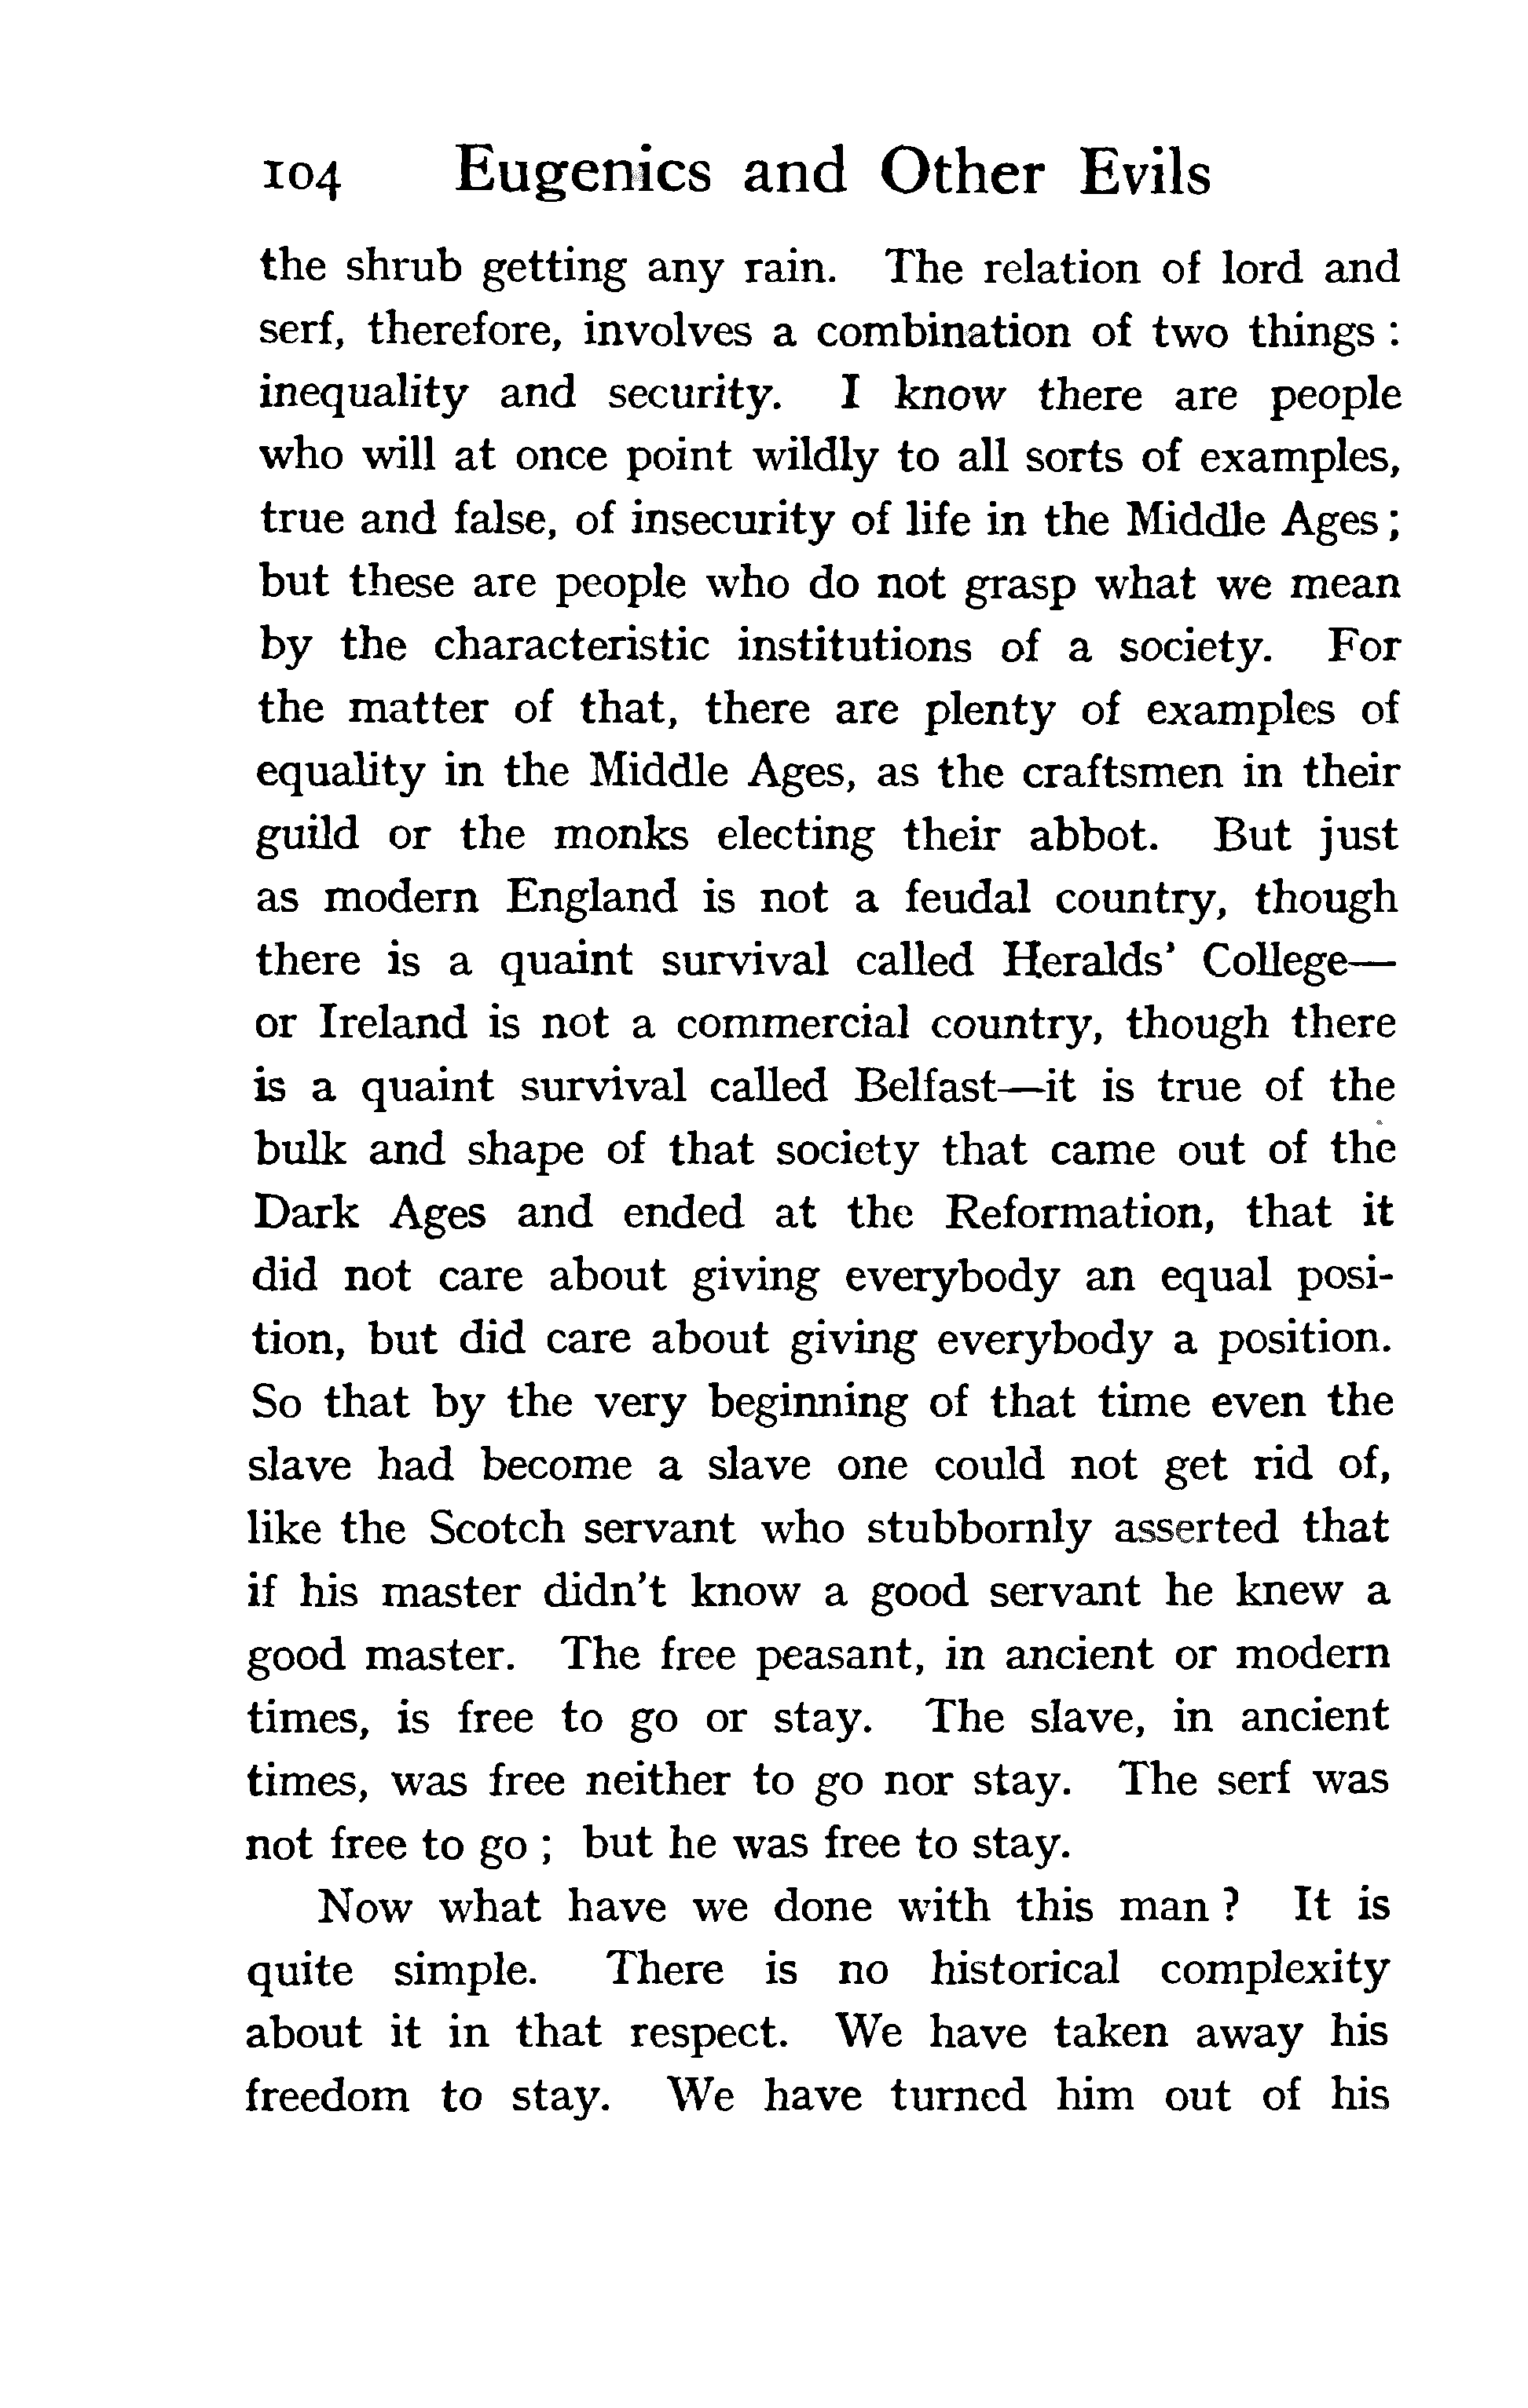 104 Eugenics and Other Evils
the shrub getting any rain. The relation of lord and
serf, therefore, involves a combination of two things :
inequality and security. I know there are people
who will at once point wildly to all sorts of examples,
true and false, of insecurity of life in the Middle Ages ;
but these are people who do not grasp what we mean
by the characteristic institutions of a society. For
the matter of that, there are plenty of examples of
equality in the Middle Ages, as the craftsmen in their
guild or the monks electing their abbot. But just
as modern England is not a feudal country, though
there is a quaint survival called Heralds' College—
or Ireland is not a commercial country, though there
is a quaint survival called Belfast—it is true of the
bulk and shape of that society that came out of the
Dark Ages and ended at the Reformation, that it
did not care about giving everybody an equal posi-
tion, but did care about giving everybody a position.
So that by the very beginning of that time even the
slave had become a slave one could not get rid of,
like the Scotch servant who stubbornly asserted that
if his master didn't know a good servant he knew a
good master. The free peasant, in ancient or modern
times, is free to go or stay. The slave, in ancient
times, was free neither to go nor stay. The serf was
not free to go ; but he was free to stay.
Now what have we done with this man ? It is
quite simple. There is no historical complexity
about it in that respect. We have taken away his
freedom to stay. We have turned him out of his